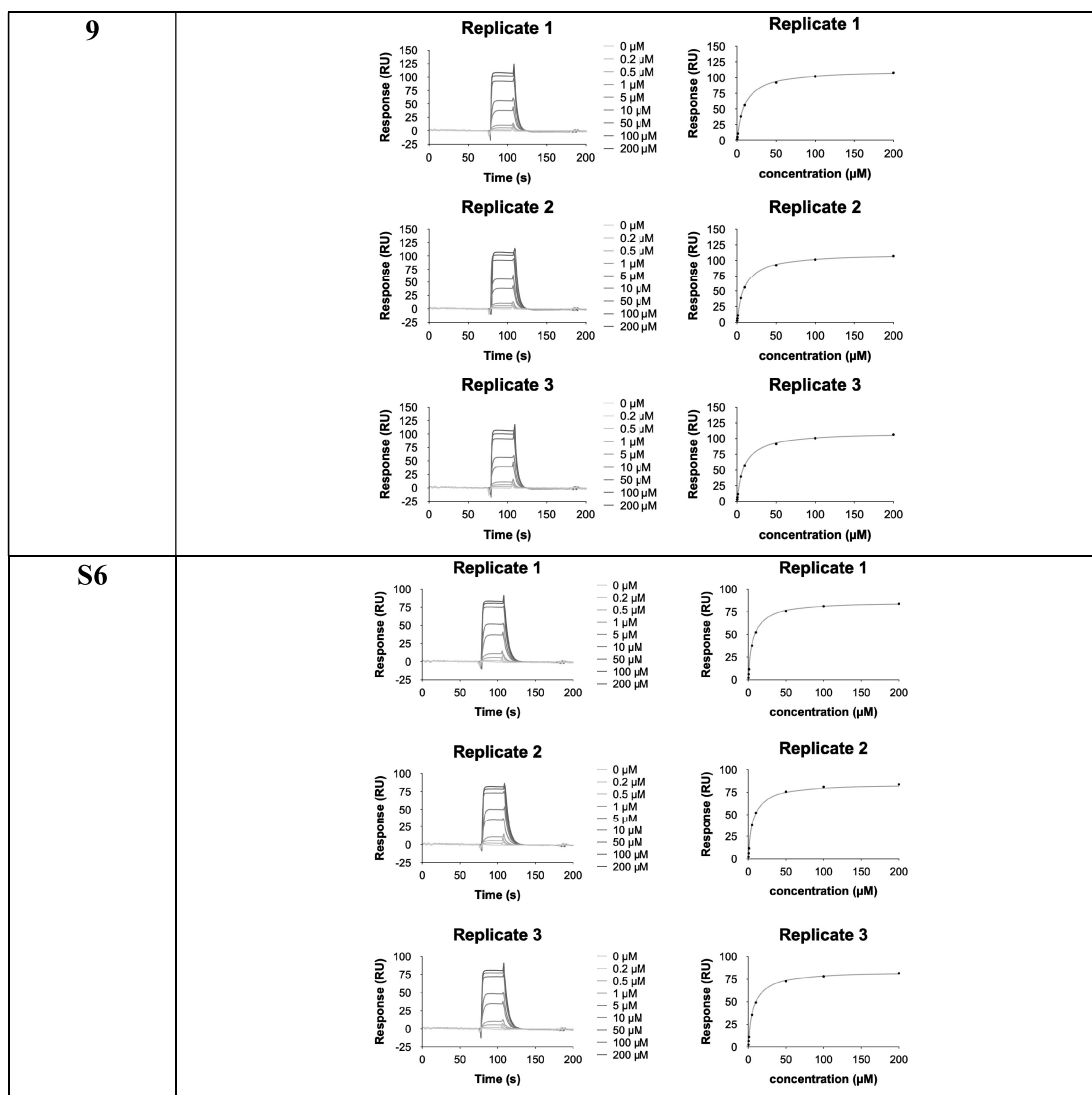 9
Replicate 1
Response (RU)
150
125
100
75
50
25
0
-25
0 50 100 150 200
Time (s)
0 µM
0.2 µM
0.5 µM
1 µM
5 µM
10 µM
50 µM
100 µM
200 µM
Replicate 1
Response (RU)
150
125
100
75
50
25
0
0 50 100 150 200
concentration (µM)
Replicate 2
Response (RU)
150
125
100
75
50
25
0
-25
0 50 100 150 200
Time (s)
0 µM
0.2 µM
0.5 µM
1 µM
5 µM
10 µM
50 µM
100 µM
200 µM
Replicate 2
Response (RU)
150
125
100
75
50
25
0
0 50 100 150 200
concentration (µM)
Replicate 3
Response (RU)
150
125
100
75
50
25
0
-25
0 50 100 150 200
Time (s)
0 µM
0.2 µM
0.5 µM
1 µM
5 µM
10 µM
50 µM
100 µM
200 µM
Replicate 3
Response (RU)
150
125
100
75
50
25
0
0 50 100 150 200
concentration (µM)
S6
Replicate 1
Response (RU)
100
75
50
25
0
-25
0 50 100 150 200
Time (s)
0 µM
0.2 µM
0.5 µM
1 µM
5 µM
10 µM
50 µM
100 µM
200 µM
Replicate 1
Response (RU)
100
75
50
25
0
0 50 100 150 200
concentration (µM)
Replicate 2
Response (RU)
100
75
50
25
0
-25
0 50 100 150 200
Time (s)
0 µM
0.2 µM
0.5 µM
1 µM
5 µM
10 µM
50 µM
100 µM
200 µM
Replicate 2
Response (RU)
100
75
50
25
0
0 50 100 150 200
concentration (µM)
Replicate 3
Response (RU)
100
75
50
25
0
-25
0 50 100 150 200
Time (s)
0 µM
0.2 µM
0.5 µM
1 µM
5 µM
10 µM
50 µM
100 µM
200 µM
Replicate 3
Response (RU)
100
75
50
25
0
0 50 100 150 200
concentration (µM)